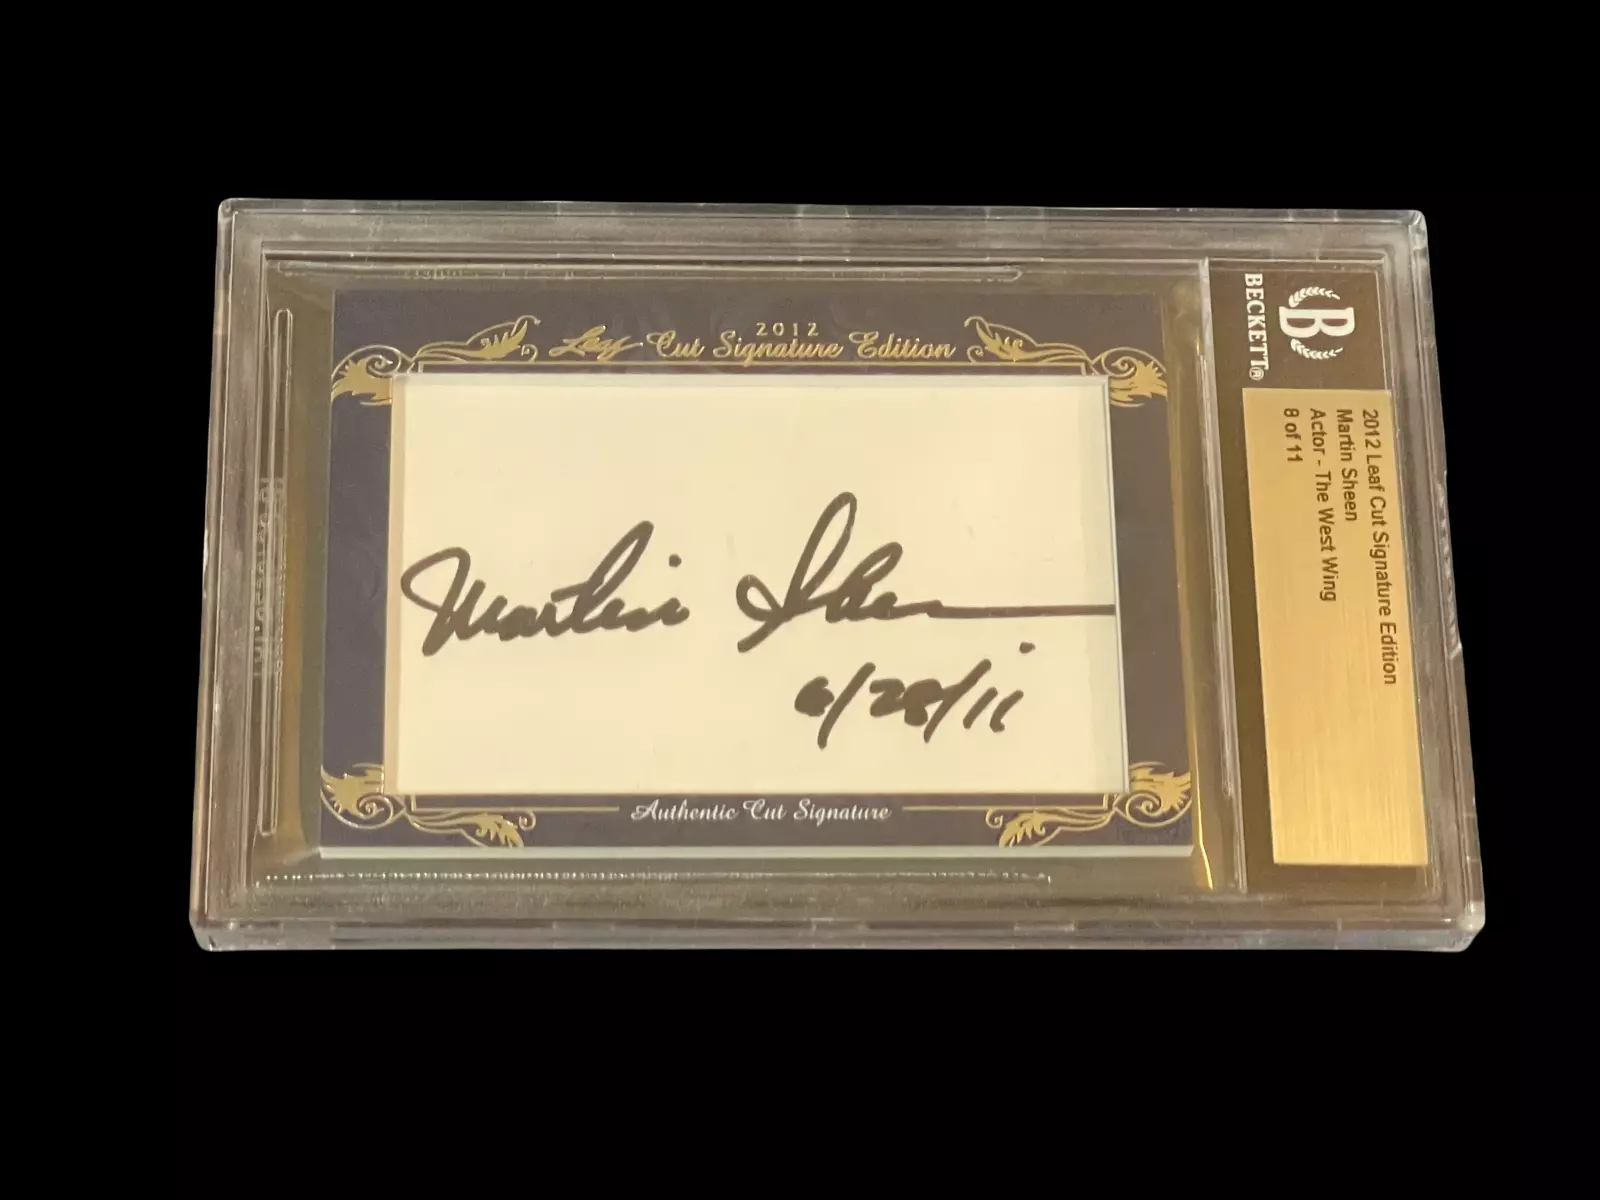 2012
Leaf Cut Signature Edition
Martin Sheen
6/28/11
Authentic Cut Signature
B
BECKETT®
2012 Leaf Cut Signature Edition
Martin Sheen
Actor - The West Wing
8 of 11